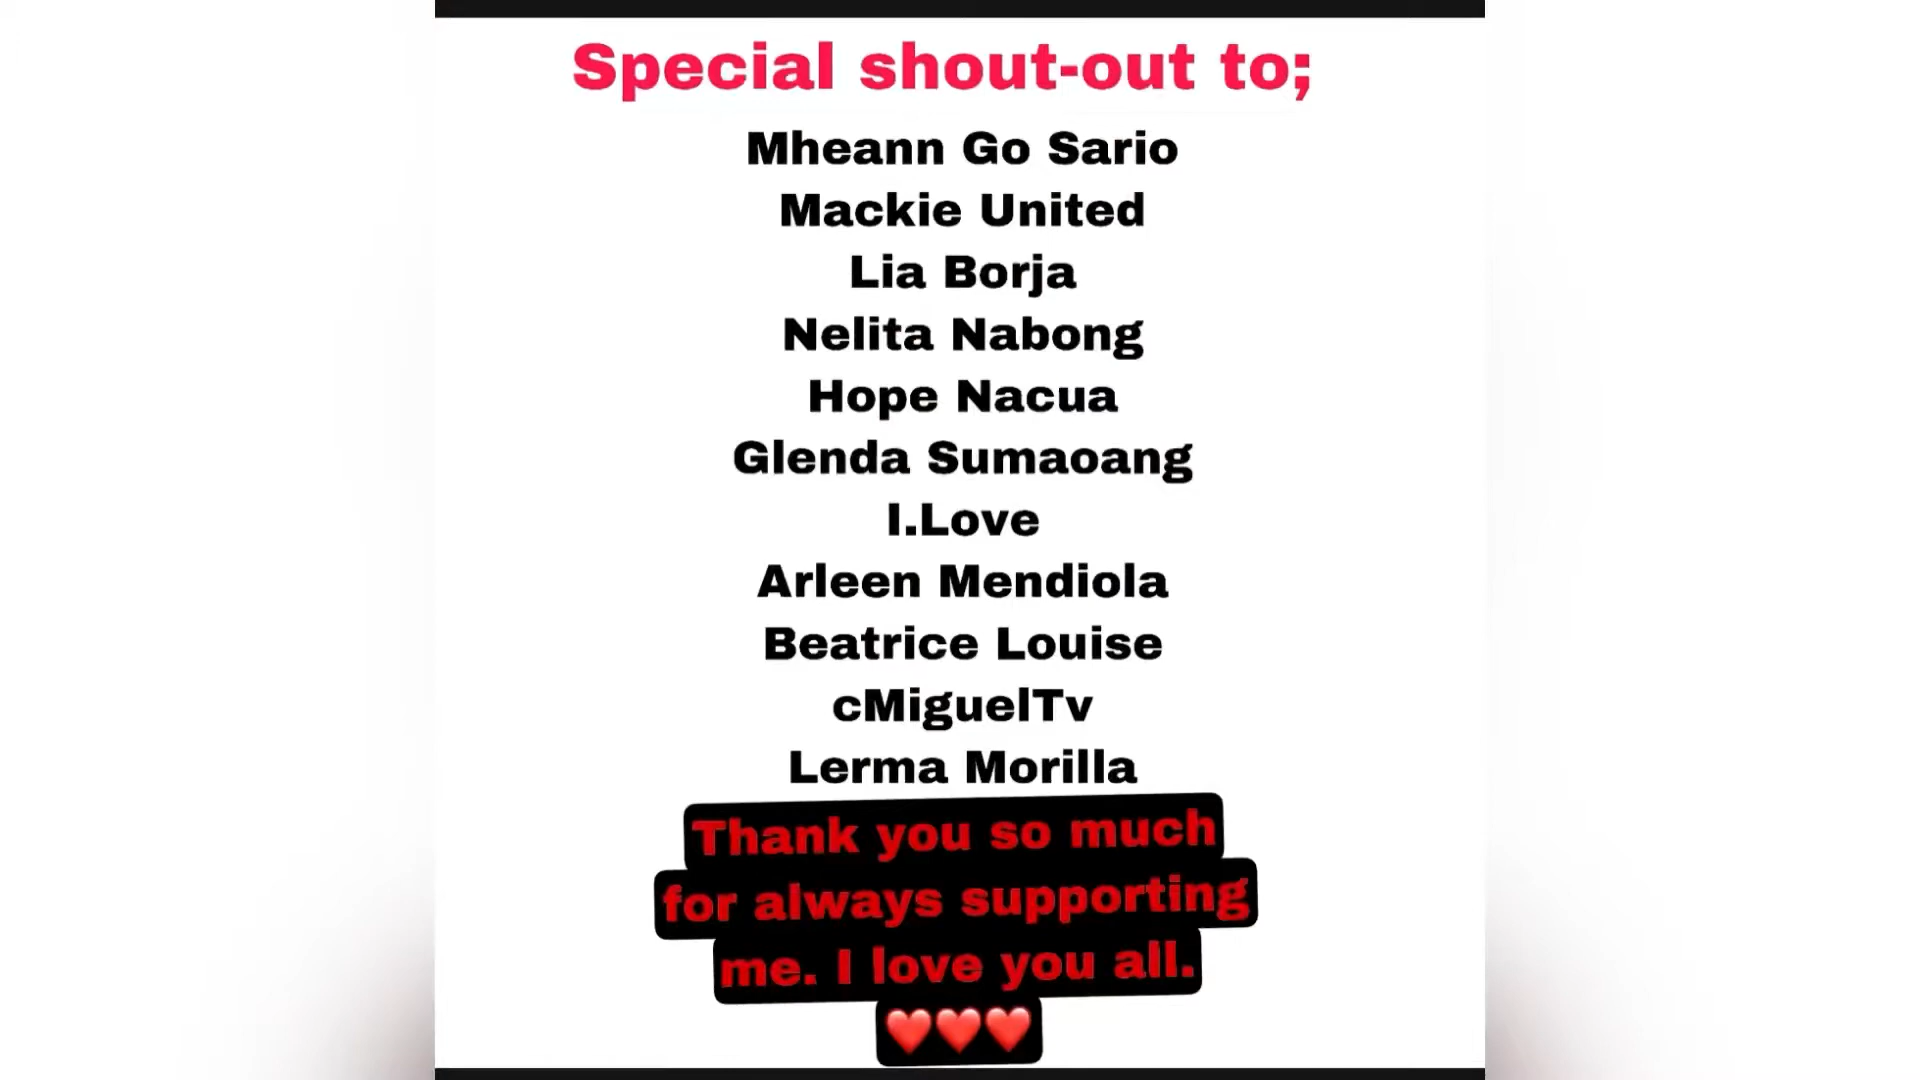 Special shout-out to;
Mheann Go Sario
Mackie United
Lia Borja
Nelita Nabong
Hope Nacua
Glenda Sumaoang
I.Love
Arleen Mendiola
Beatrice Louise
cMiguelTv
Lerma Morilla
Thank you so much
for always supporting
me. I love you all.
❤️❤️❤️